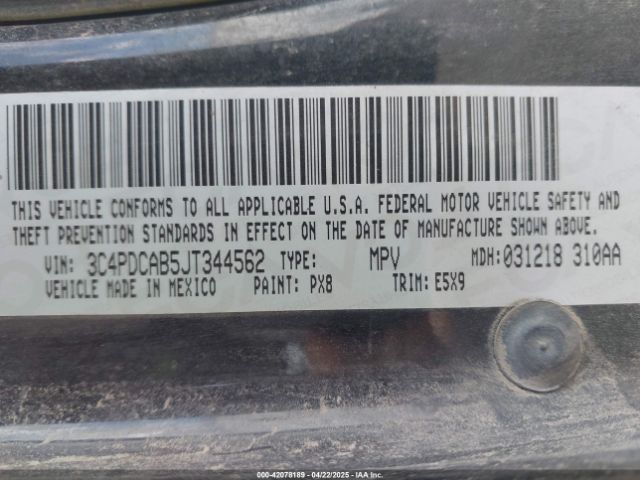 THIS VEHICLE CONFORMS TO ALL APPLICABLE U.S.A. FEDERAL MOTOR VEHICLE SAFETY AND
THEFT PREVENTION STANDARDS IN EFFECT ON THE DATE OF MANUFACTURE SHOWN ABOVE.
VIN: 3C4PDCAB5JT344562 TYPE: MPV MDH: 031218 310AA
VEHICLE MADE IN MEXICO PAINT: PX8 TRIM: E5X9
000-42078189 - 04/22/2025 - IAA Inc.